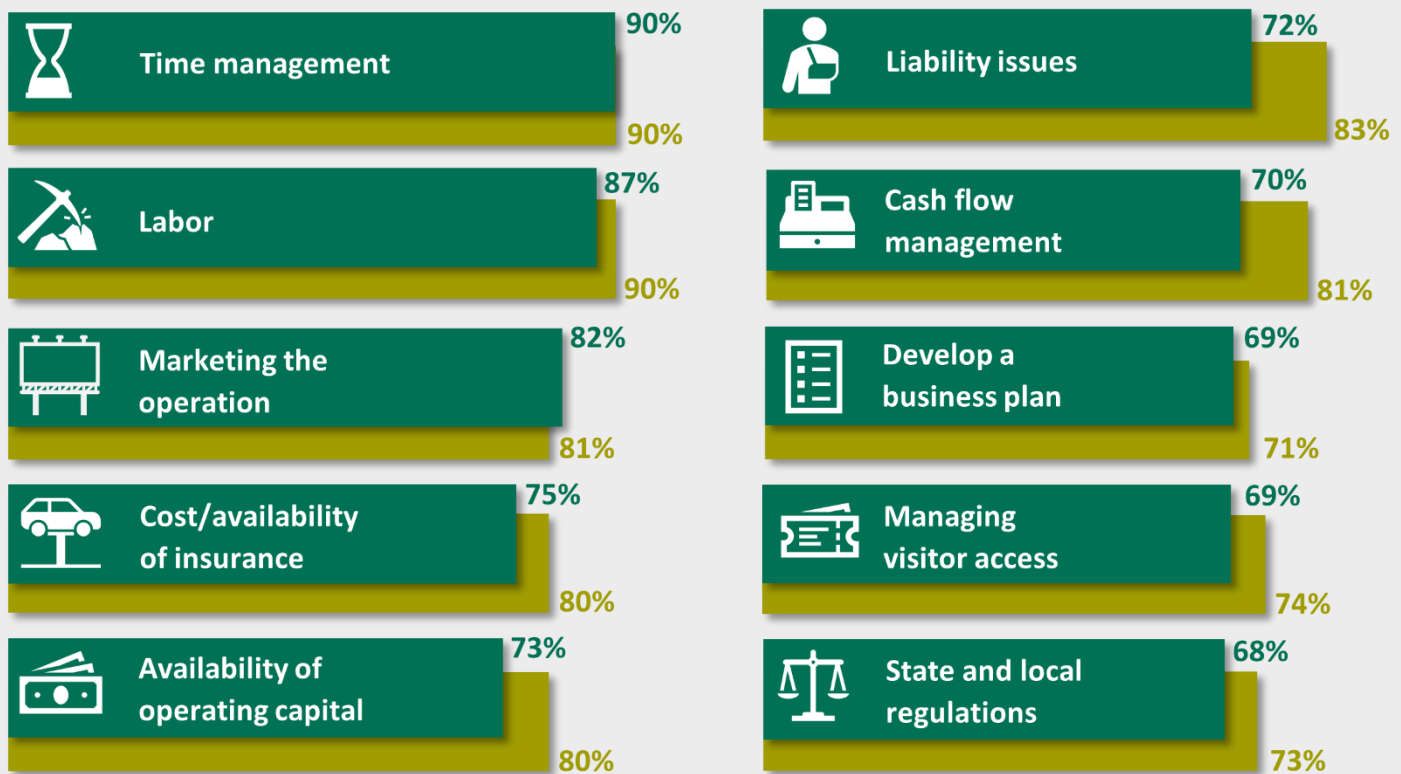 90%
Time management
90%
87%
Labor
90%
82%
Marketing the
operation
81%
75%
Cost/availability
of insurance
80%
73%
Availability of
operating capital
80%
72%
Liability issues
83%
70%
Cash flow
management
81%
69%
Develop a
business plan
71%
69%
Managing
visitor access
74%
68%
State and local
regulations
73%